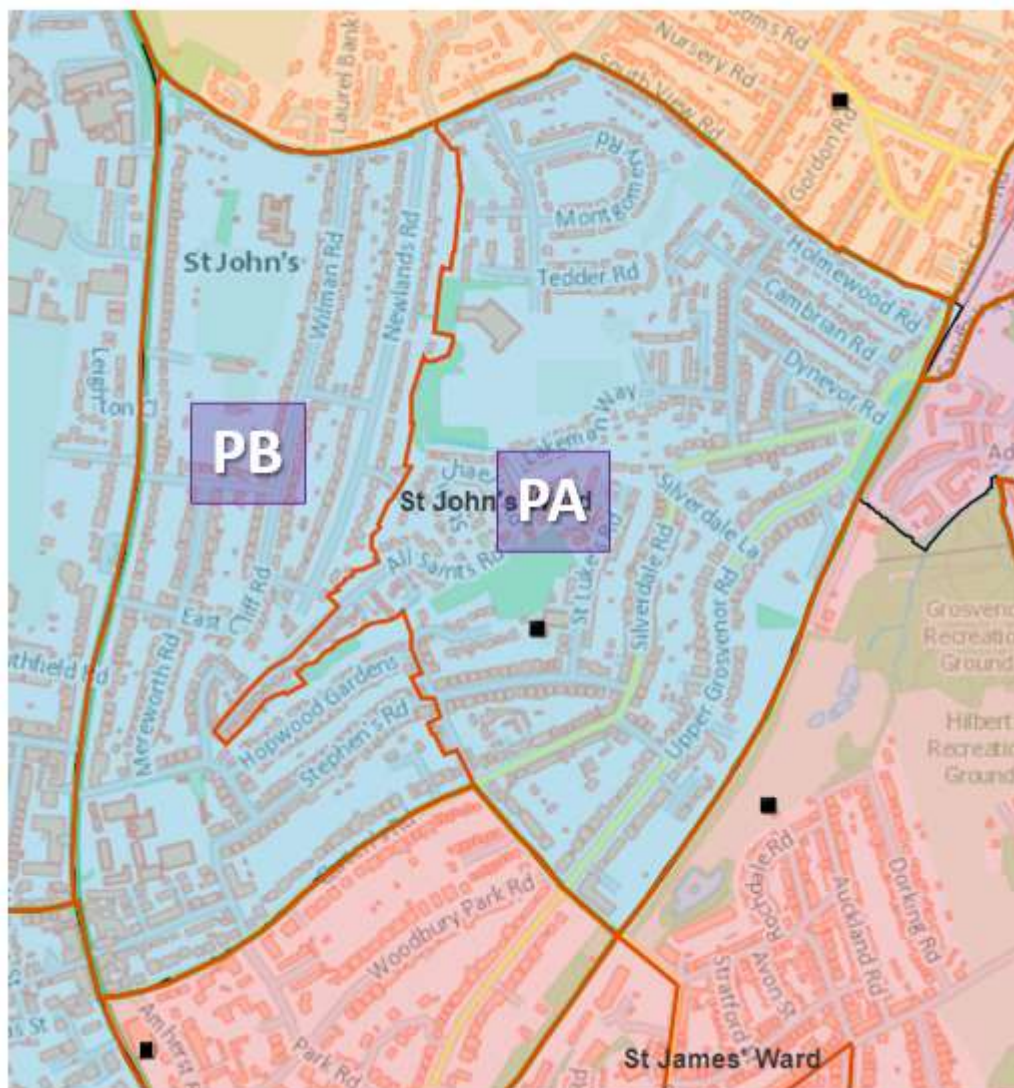 Laurel Bank
Nursery Rd
South View Rd
Gordon Rd
Montgomery Rd
St John's
Tedder Rd
Holmewood Rd
Cambrian Rd
Wilman Rd
Newlands Rd
Dynevor Rd
PB
Way
St John's
PA
Silverdale La
All Saints Rd
St Luke's Rd
Silverdale Rd
East Cliff Rd
Upper Grosvenor Rd
Mereworth Rd
Hopwood Gardens
Stephen's Rd
Recreation
Ground
Hilbert
Recreation
Ground
Woodbury Park Rd
Rochdale Rd
Auckland Rd
Dorking Rd
Avon St
Stratford
Amherst
Park Rd
St James' Ward